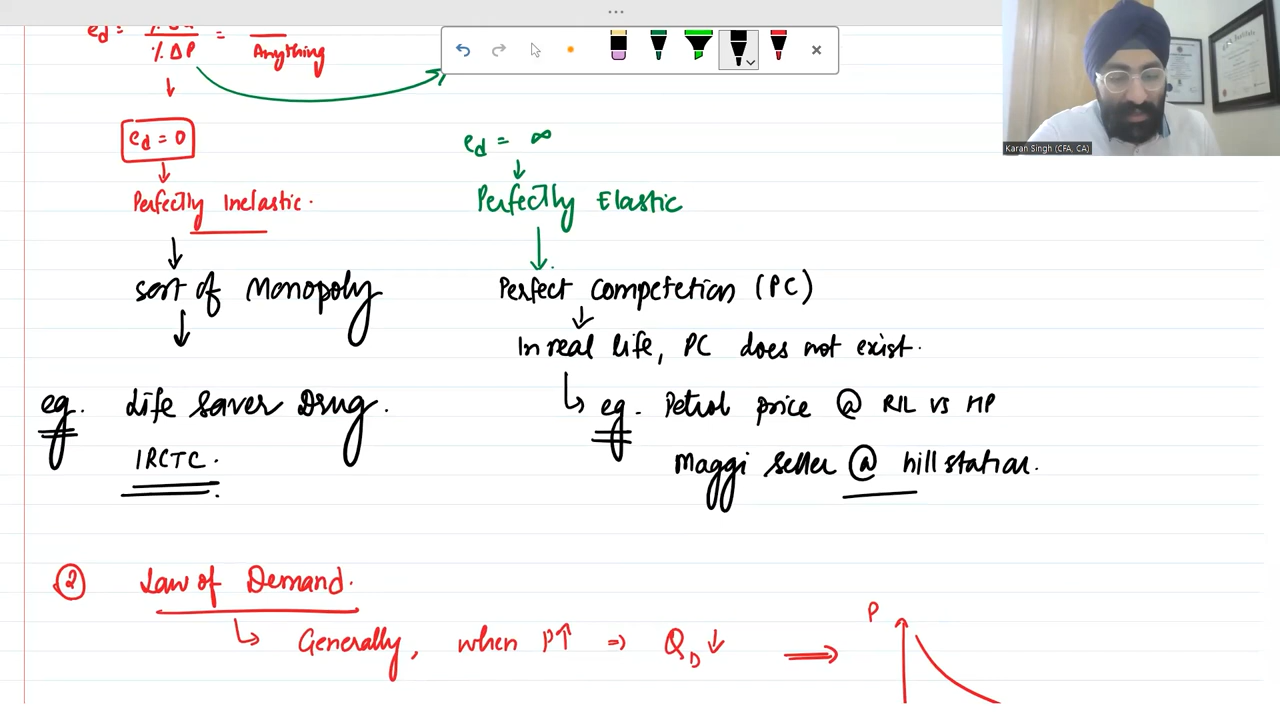 ed = %ΔP = Anything
ed = 0
ed = ∞
Perfectly Inelastic.
Perfectly Elastic
sort of Monopoly
Perfect Competetion (PC)
In real life, PC does not exist.
eg. Life Saver Drug.
IRCTC.
eg. Petrol price @ RIL vs HP
Maggi seller @ hill station.
② Law of Demand.
Generally, when P↑ ⇒ QD↓ ⟹
P
Karan Singh (CFA, CA)